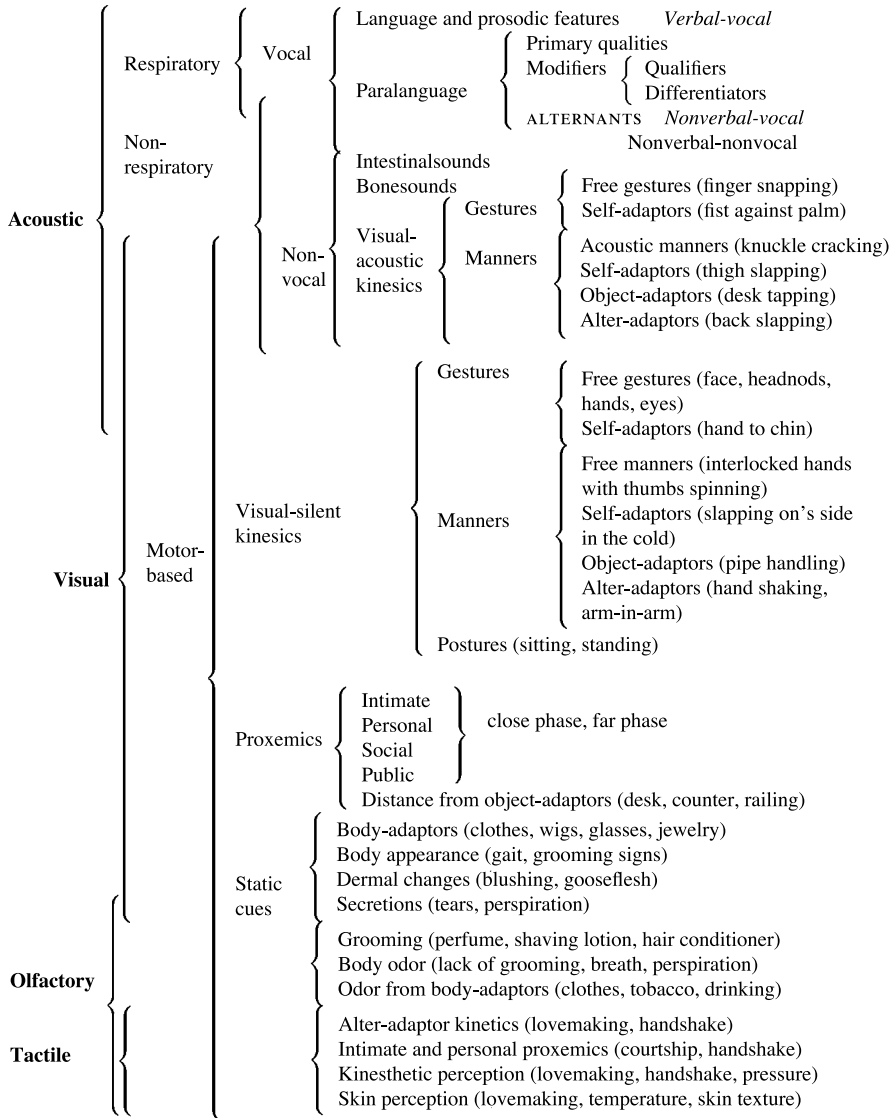 Language and prosodic features Verbal-vocal
Primary qualities
Respiratory
Vocal
Modifiers
Qualifiers
Paralanguage
Differentiators
ALTERNANTS Nonverbal-vocal
Nonverbal-nonvocal
Non-
respiratory
Intestinalsounds
Bonesounds
Acoustic
Non-
vocal
Visual-
acoustic
kinesics
Gestures
Free gestures (finger snapping)
Self-adaptors (fist against palm)
Manners
Acoustic manners (knuckle cracking)
Self-adaptors (thigh slapping)
Object-adaptors (desk tapping)
Alter-adaptors (back slapping)
Visual
Motor-
based
Visual-silent
kinesics
Gestures
Free gestures (face, headnods,
hands, eyes)
Self-adaptors (hand to chin)
Manners
Free manners (interlocked hands
with thumbs spinning)
Self-adaptors (slapping on's side
in the cold)
Object-adaptors (pipe handling)
Alter-adaptors (hand shaking,
arm-in-arm)
Postures (sitting, standing)
Proxemics
Intimate
Personal
Social
Public
close phase, far phase
Distance from object-adaptors (desk, counter, railing)
Static
cues
Body-adaptors (clothes, wigs, glasses, jewelry)
Body appearance (gait, grooming signs)
Dermal changes (blushing, gooseflesh)
Secretions (tears, perspiration)
Olfactory
Grooming (perfume, shaving lotion, hair conditioner)
Body odor (lack of grooming, breath, perspiration)
Odor from body-adaptors (clothes, tobacco, drinking)
Tactile
Alter-adaptor kinetics (lovemaking, handshake)
Intimate and personal proxemics (courtship, handshake)
Kinesthetic perception (lovemaking, handshake, pressure)
Skin perception (lovemaking, temperature, skin texture)